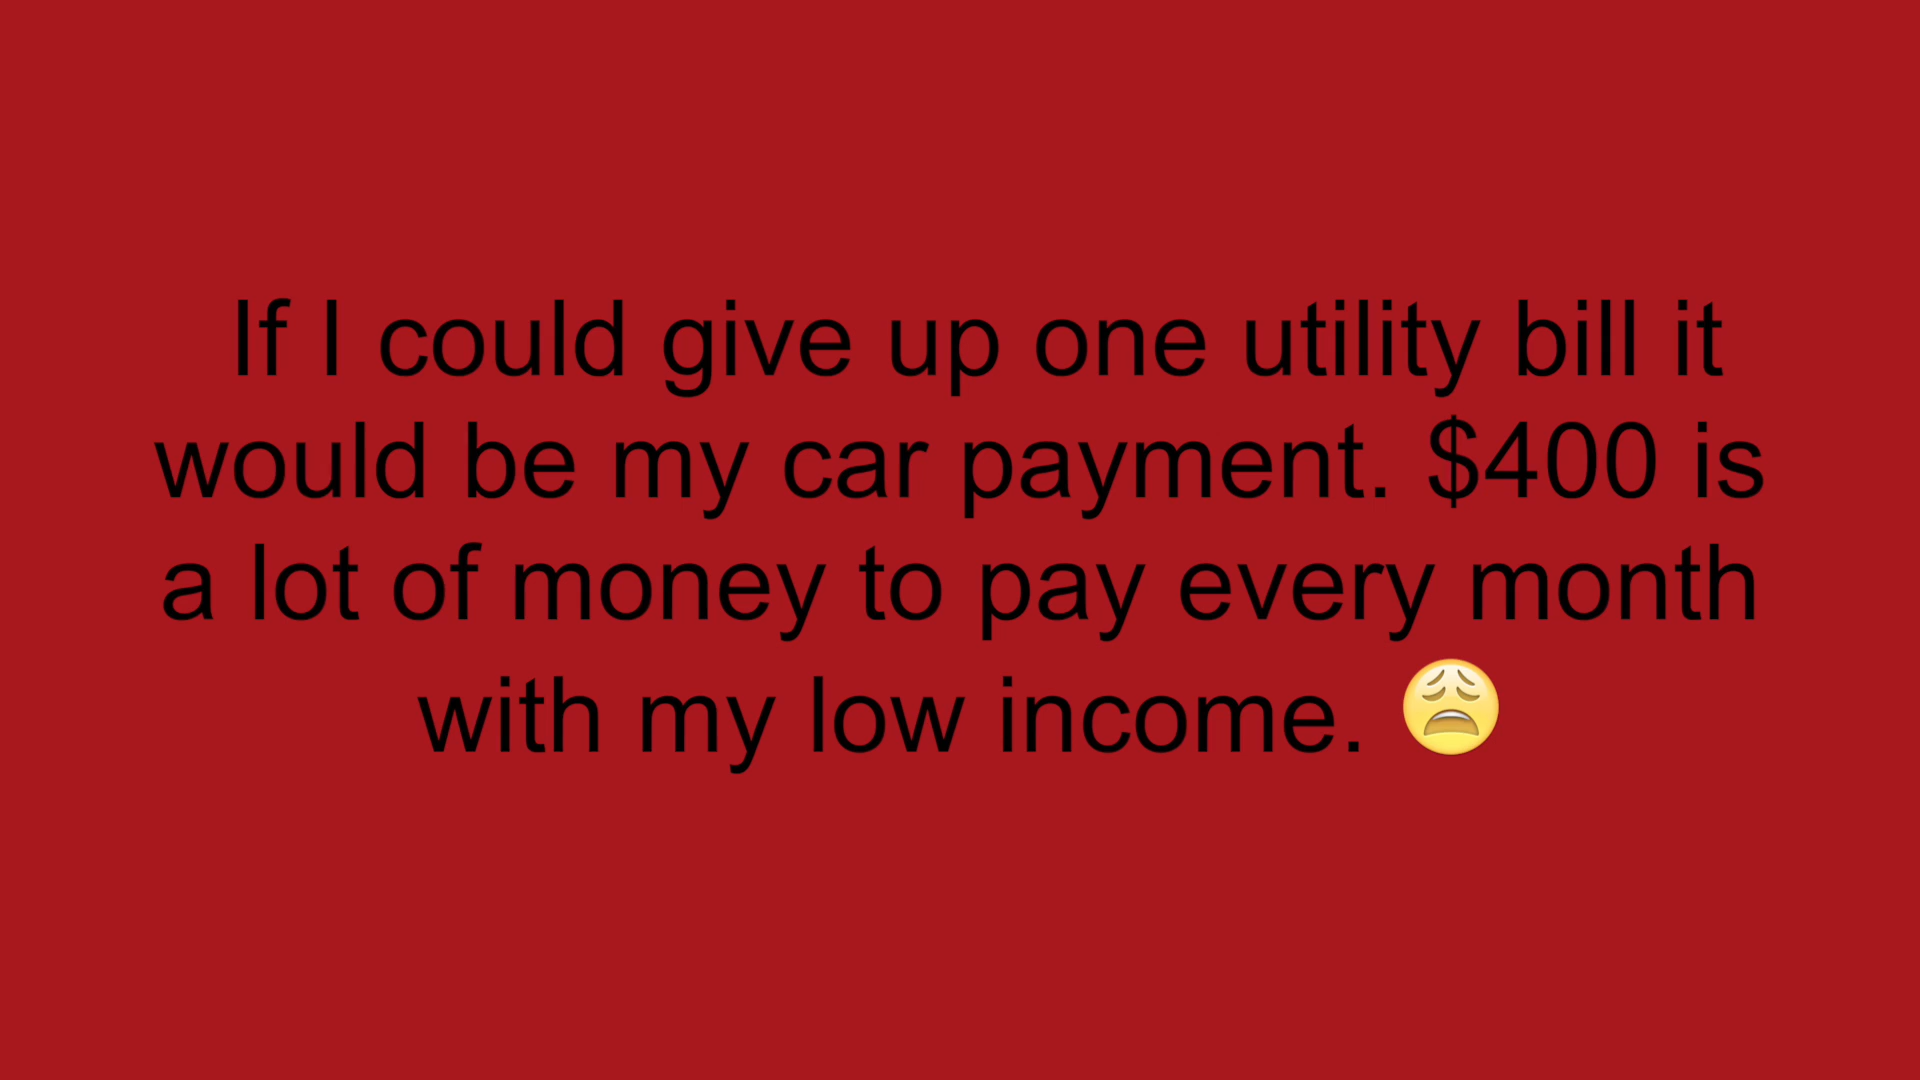 If I could give up one utility bill it
would be my car payment. $400 is
a lot of money to pay every month
with my low income. 😩